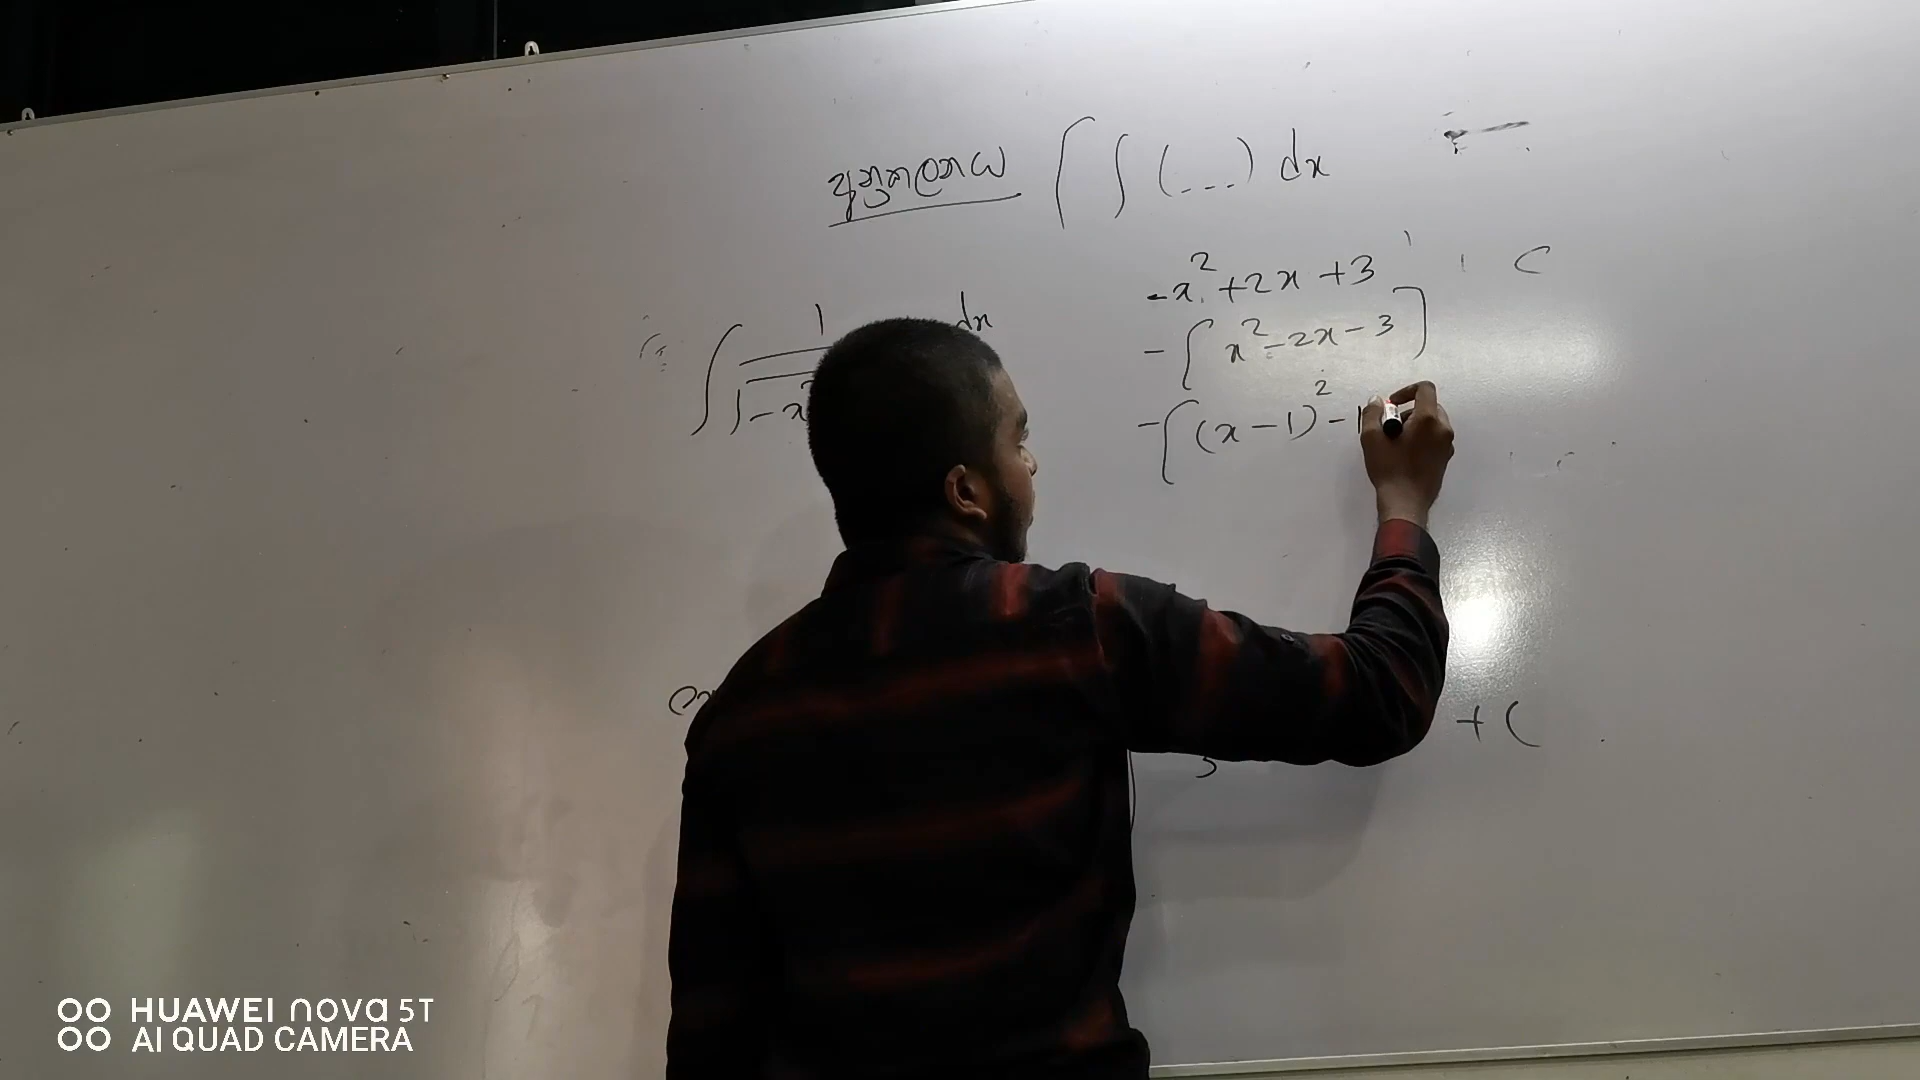 අනුකලනය ( ∫ (...) dx
-x² + 2x + 3
C
∫ 1 dx
√-x²
-[ x² - 2x - 3 ]
-[ (x - 1)² - 1
+ C
HUAWEI nova 5T
AI QUAD CAMERA